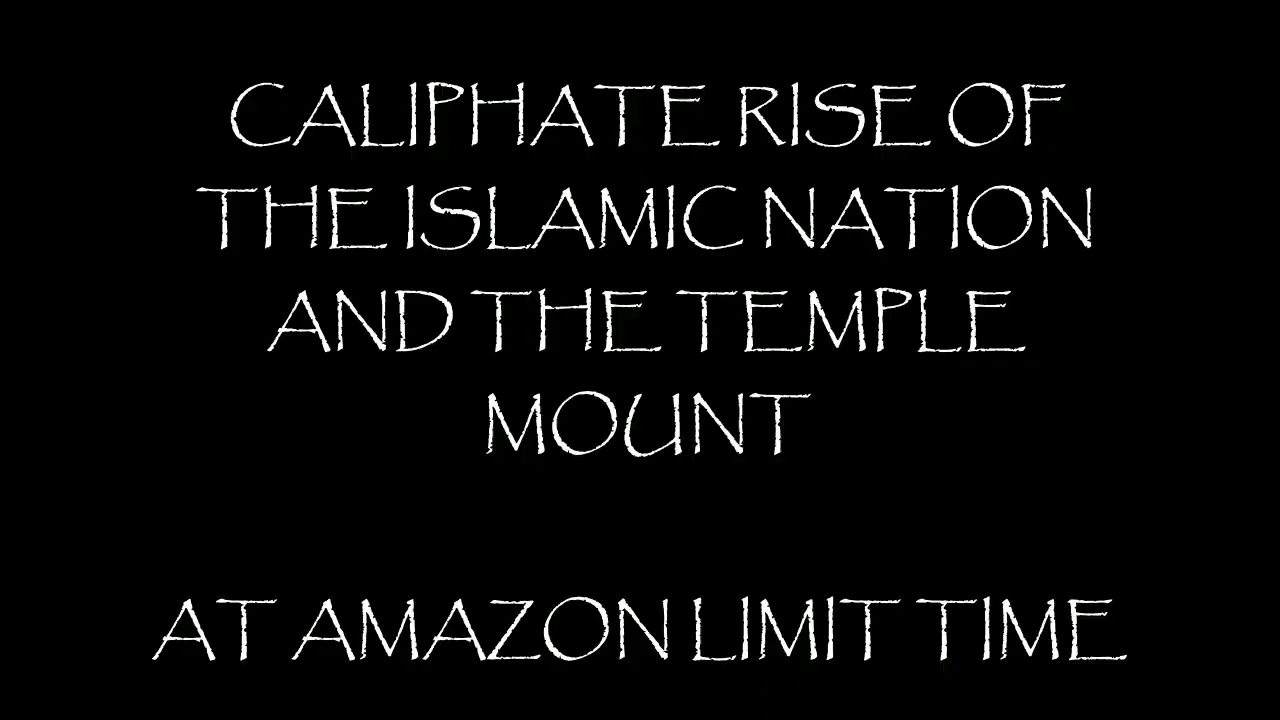 CALIPHATE RISE OF
THE ISLAMIC NATION
AND THE TEMPLE
MOUNT
AT AMAZON LIMIT TIME